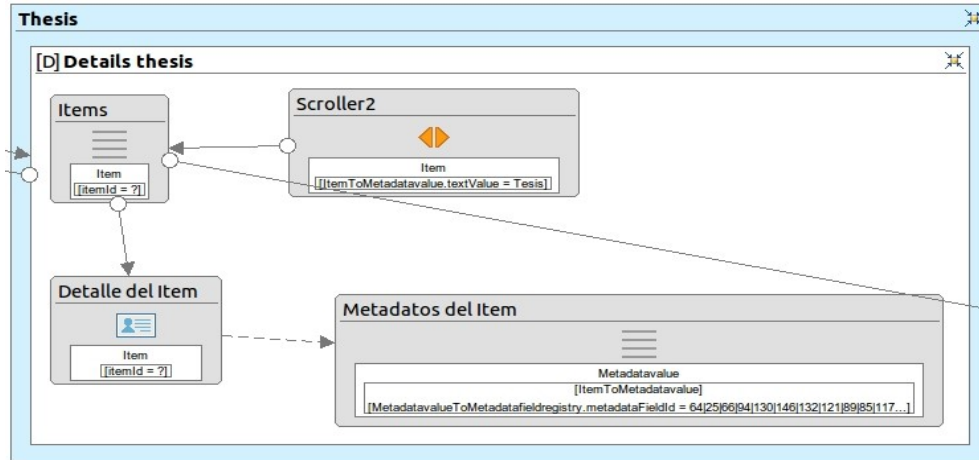 Thesis
[D] Details thesis
Items
Item
[itemId = ?]
Scroller2
Item
[[ItemToMetadatavalue.textValue = Tesis]
Detalle del Item
Item
[itemId = ?]
Metadatos del Item
Metadatavalue
[ItemToMetadatavalue]
[MetadatavalueToMetadatafieldregistry.metadataFieldId = 64|25|66|94|130|146|132|121|89|85|117...]